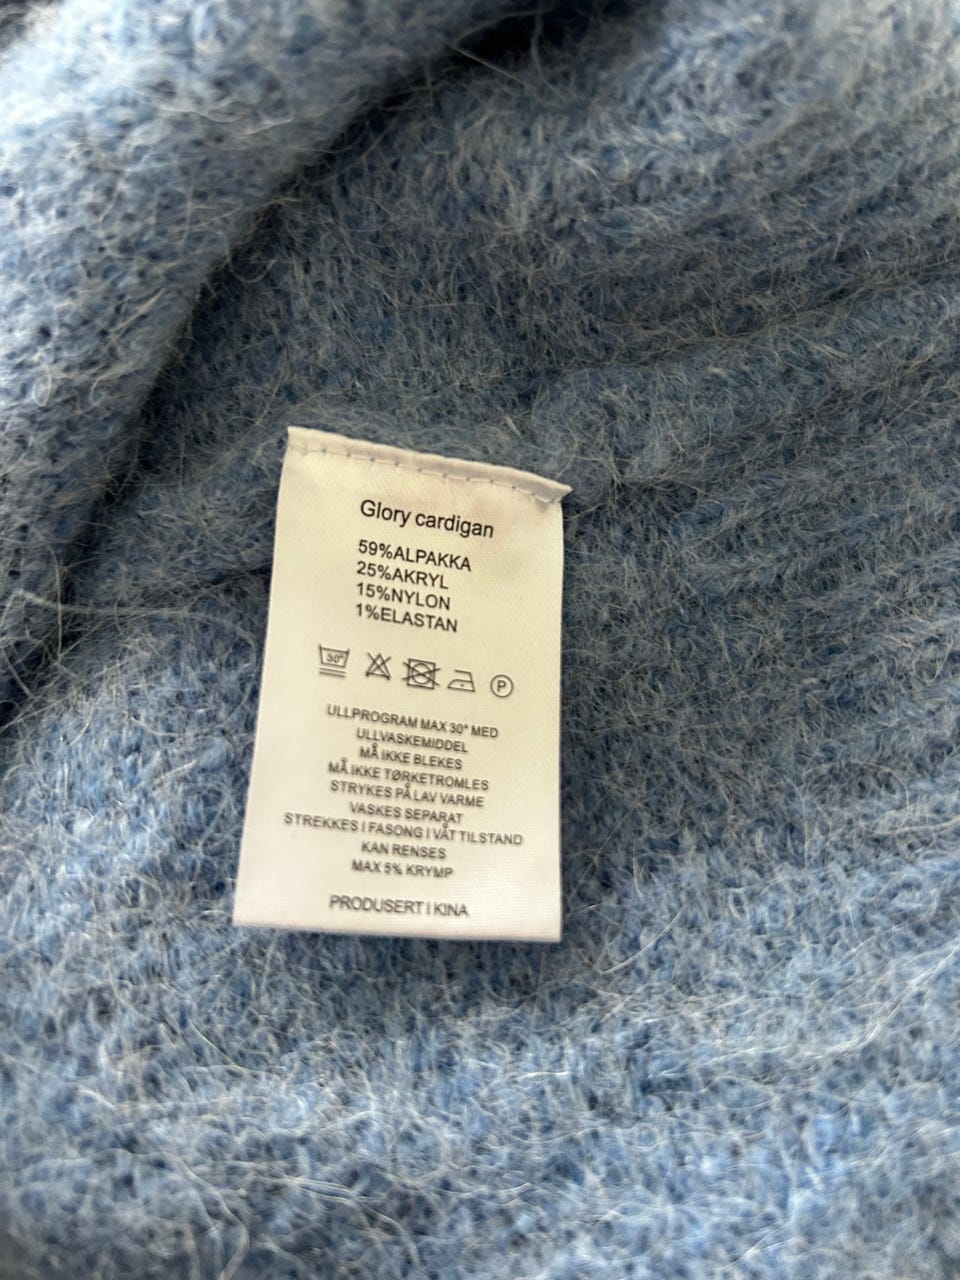 Glory cardigan
59%ALPAKKA
25%AKRYL
15%NYLON
1%ELASTAN
30° P
ULLPROGRAM MAX 30° MED
ULLVASKEMIDDEL
MÅ IKKE BLEKES
MÅ IKKE TØRKETROMLES
STRYKES PÅ LAV VARME
VASKES SEPARAT
STREKKES I FASONG I VÅT TILSTAND
KAN RENSES
MAX 5% KRYMP
PRODUSERT I KINA